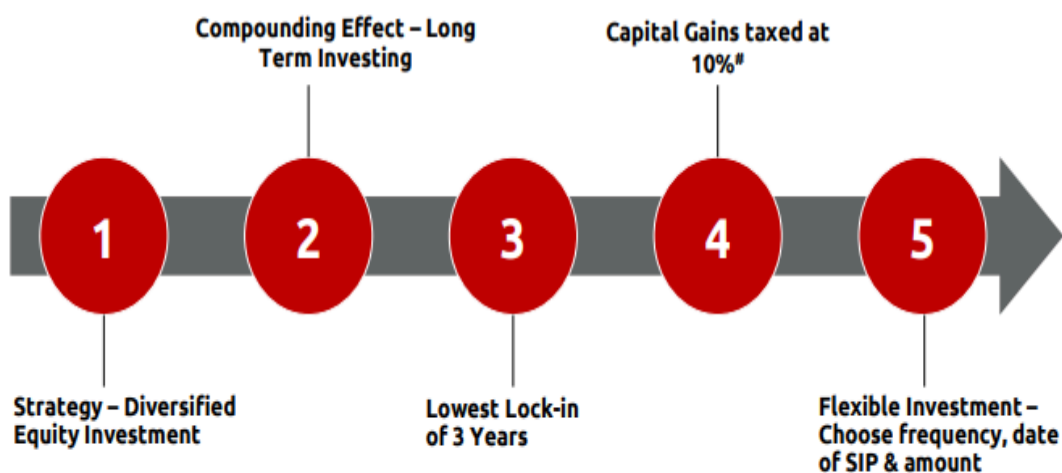 Compounding Effect – Long
Term Investing
Capital Gains taxed at
10%#
1
2
3
4
5
Strategy – Diversified
Equity Investment
Lowest Lock-in
of 3 Years
Flexible Investment –
Choose frequency, date
of SIP & amount